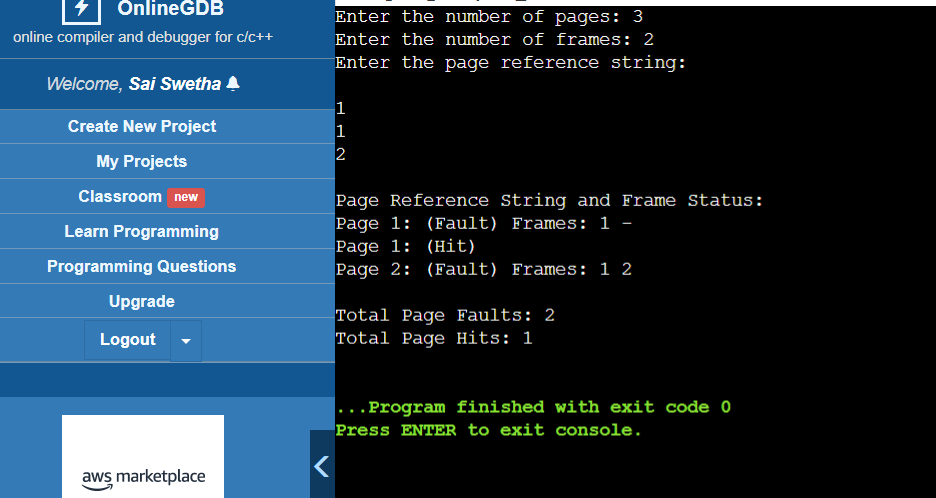 OnlineGDB
online compiler and debugger for c/c++
Welcome, Sai Swetha
Create New Project
My Projects
Classroom new
Learn Programming
Programming Questions
Upgrade
Logout
aws marketplace
Enter the number of pages: 3
Enter the number of frames: 2
Enter the page reference string:
1
1
2
Page Reference String and Frame Status:
Page 1: (Fault) Frames: 1 -
Page 1: (Hit)
Page 2: (Fault) Frames: 1 2
Total Page Faults: 2
Total Page Hits: 1
...Program finished with exit code 0
Press ENTER to exit console.